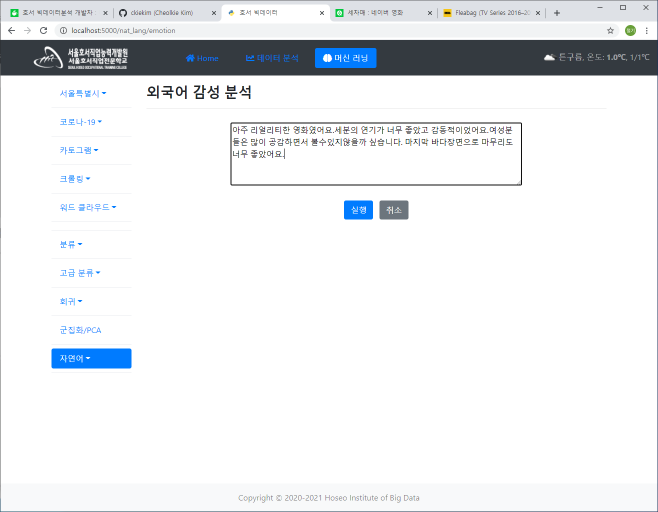 호서 빅데이터분석 개발자
ckiekim (Cheolkie Kim)
호서 빅데이터
세자매 : 네이버 영화
Fleabag (TV Series 2016–20
localhost:5000/nat_lang/emotion
서울호서직업능력개발원
서울호서직업전문학교
Home
데이터 분석
머신 러닝
튼구름, 온도: 1.0℃, 1/1℃
서울특별시
코로나-19
카토그램
크롤링
워드 클라우드
분류
고급 분류
회귀
군집화/PCA
자연어
외국어 감성 분석
아주 리얼리티한 영화였어요.세분의 연기가 너무 좋았고 감동적이었어요.여성분
들은 많이 공감하면서 볼수있지않을까 싶습니다. 마지막 바다장면으로 마무리도
너무 좋았어요.
실행
취소
Copyright © 2020-2021 Hoseo Institute of Big Data